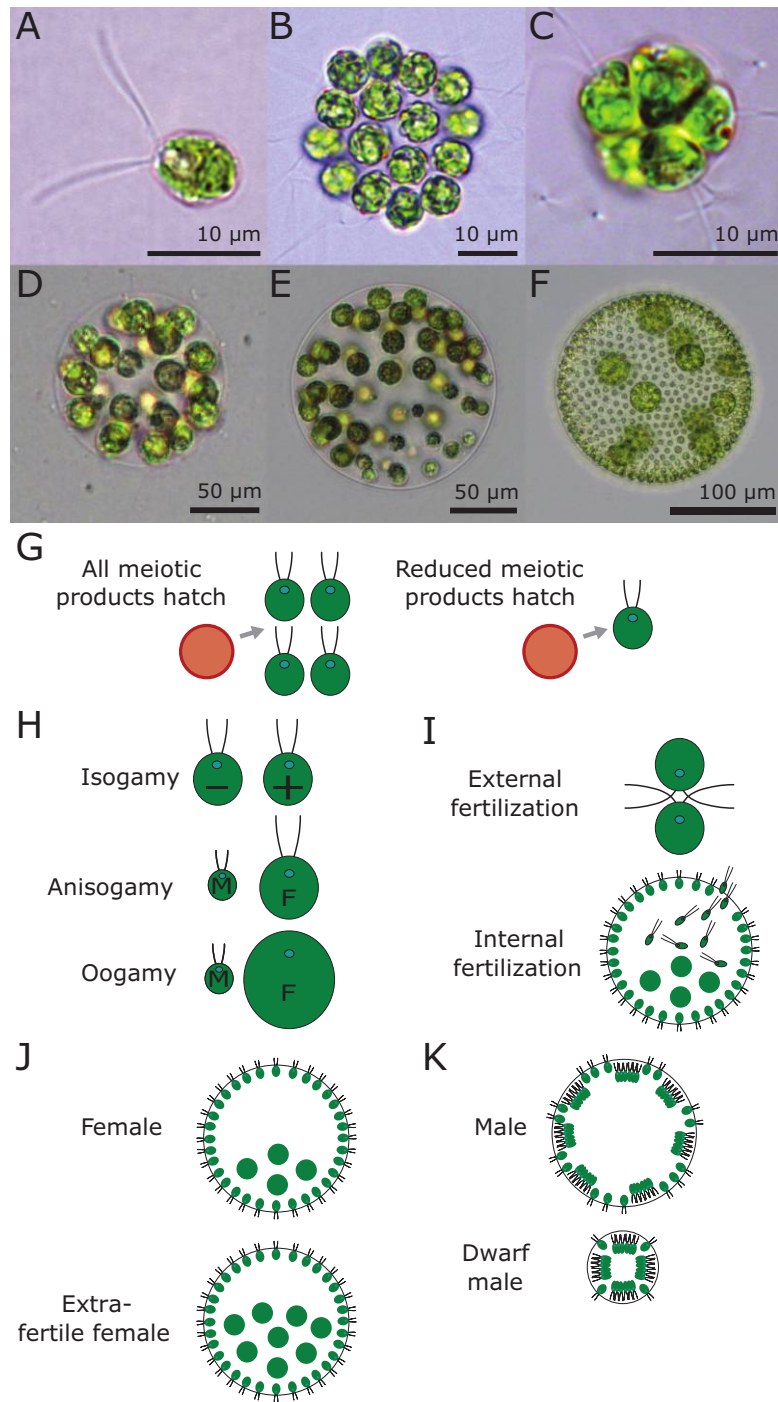 A
B
C
10 µm
10 µm
10 µm
D
E
F
50 µm
50 µm
100 µm
G
All meiotic
products hatch
Reduced meiotic
products hatch
H
Isogamy
−
+
Anisogamy
M
F
Oogamy
M
F
I
External
fertilization
Internal
fertilization
J
Female
Extra-
fertile female
K
Male
Dwarf
male